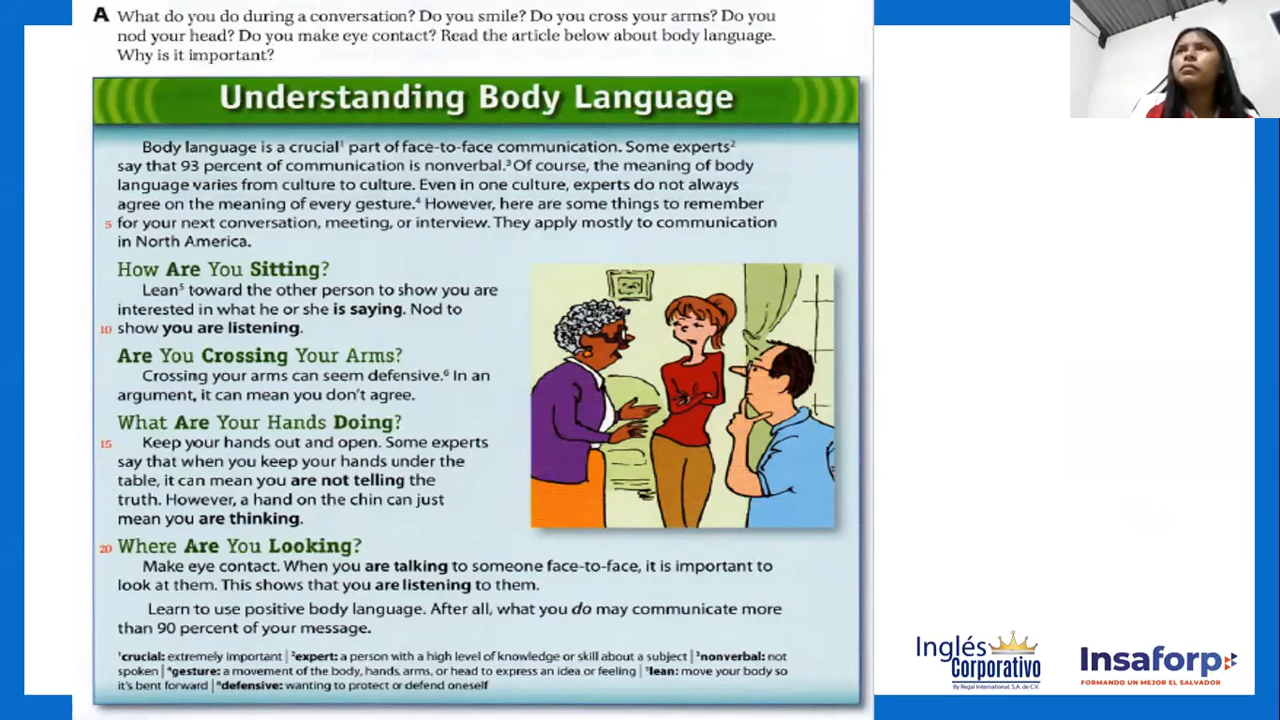 A What do you do during a conversation? Do you smile? Do you cross your arms? Do you
nod your head? Do you make eye contact? Read the article below about body language.
Why is it important?
Understanding Body Language
Body language is a crucial¹ part of face-to-face communication. Some experts²
say that 93 percent of communication is nonverbal.³ Of course, the meaning of body
language varies from culture to culture. Even in one culture, experts do not always
agree on the meaning of every gesture.⁴ However, here are some things to remember
5 for your next conversation, meeting, or interview. They apply mostly to communication
in North America.
How Are You Sitting?
Lean⁵ toward the other person to show you are
interested in what he or she is saying. Nod to
10 show you are listening.
Are You Crossing Your Arms?
Crossing your arms can seem defensive.⁶ In an
argument, it can mean you don't agree.
What Are Your Hands Doing?
15 Keep your hands out and open. Some experts
say that when you keep your hands under the
table, it can mean you are not telling the
truth. However, a hand on the chin can just
mean you are thinking.
20 Where Are You Looking?
Make eye contact. When you are talking to someone face-to-face, it is important to
look at them. This shows that you are listening to them.
Learn to use positive body language. After all, what you do may communicate more
than 90 percent of your message.
¹crucial: extremely important | ²expert: a person with a high level of knowledge or skill about a subject | ³nonverbal: not
spoken | ⁴gesture: a movement of the body, hands, arms, or head to express an idea or feeling | ⁵lean: move your body so
it's bent forward | ⁶defensive: wanting to protect or defend oneself
Inglés
Corporativo
By Regal International, S.A. de C.V.
Insaforp
FORMANDO UN MEJOR EL SALVADOR